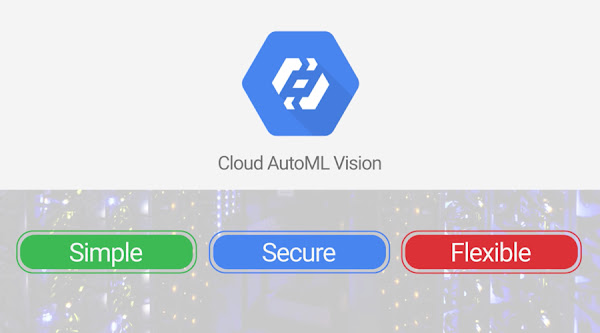 Cloud AutoML Vision
Simple
Secure
Flexible